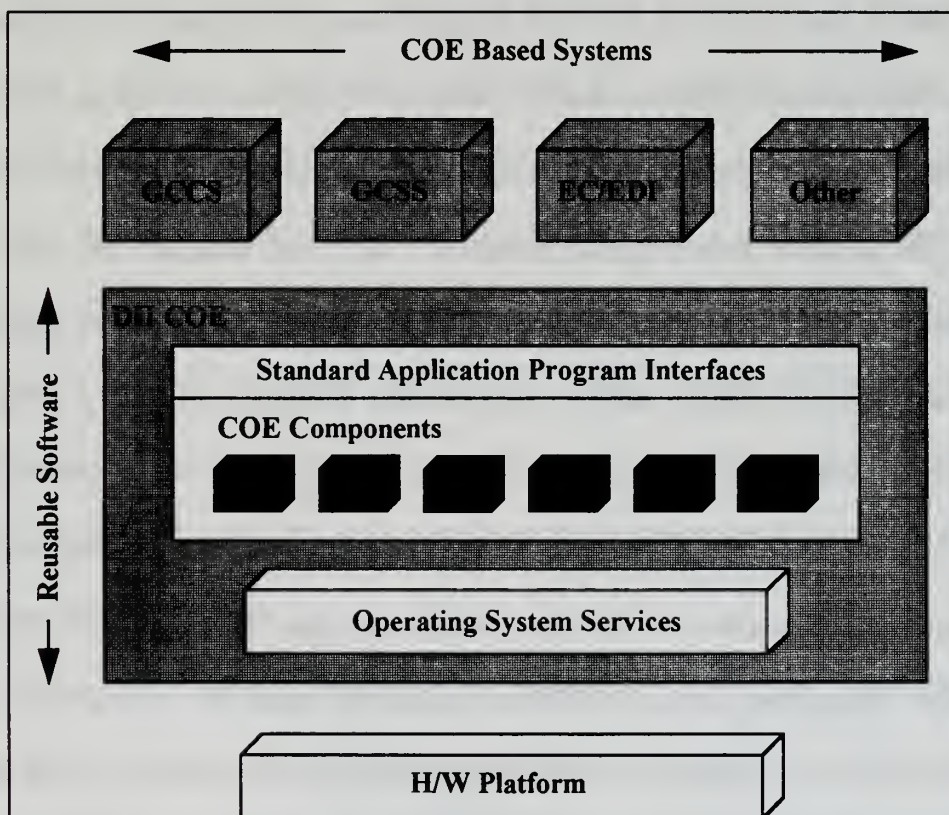 COE Based Systems
GCCS
GCSS
EC/EDI
Other
Reusable Software
DII COE
Standard Application Program Interfaces
COE Components
Operating System Services
H/W Platform